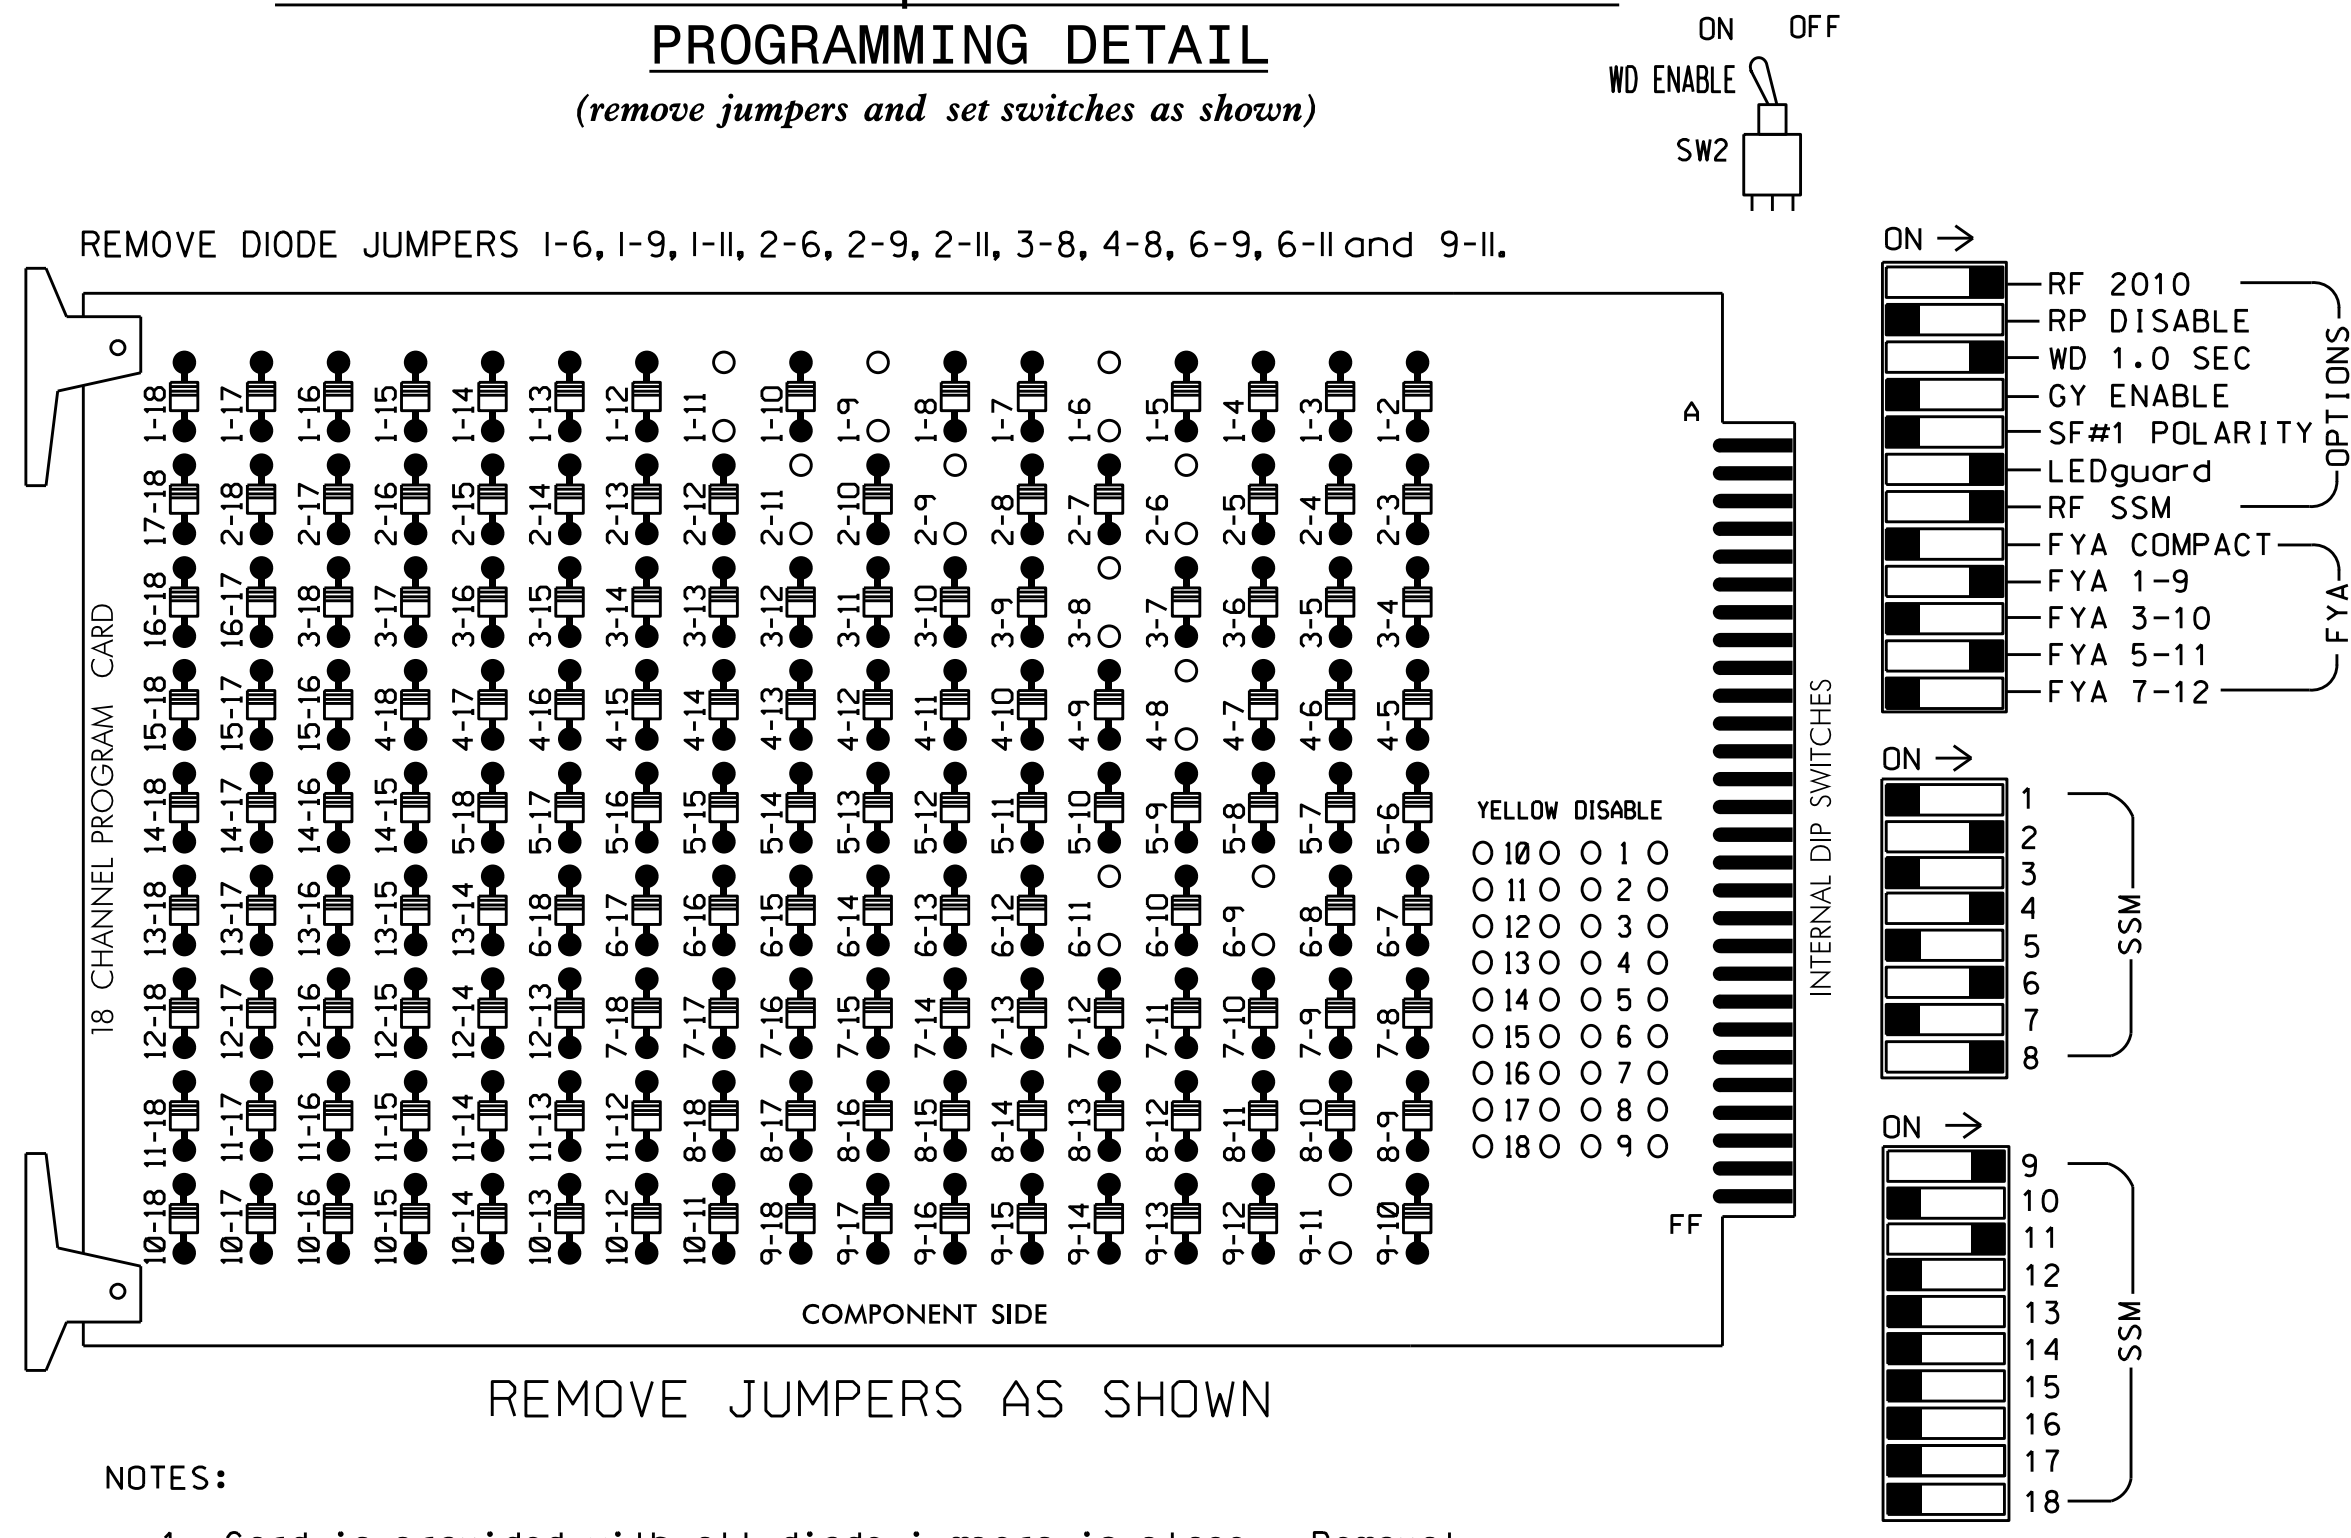 PROGRAMMING DETAIL
(remove jumpers and set switches as shown)
ON OFF
WD ENABLE
SW2
REMOVE DIODE JUMPERS 1-6, 1-9, 1-11, 2-6, 2-9, 2-11, 3-8, 4-8, 6-9, 6-11 and 9-11.
18 CHANNEL PROGRAM CARD
1-18 1-17 1-16 1-15 1-14 1-13 1-12 1-11 1-10 1-9 1-8 1-7 1-6 1-5 1-4 1-3 1-2
17-18 2-18 2-17 2-16 2-15 2-14 2-13 2-12 2-11 2-10 2-9 2-8 2-7 2-6 2-5 2-4 2-3
16-18 16-17 3-18 3-17 3-16 3-15 3-14 3-13 3-12 3-11 3-10 3-9 3-8 3-7 3-6 3-5 3-4
15-18 15-17 15-16 4-18 4-17 4-16 4-15 4-14 4-13 4-12 4-11 4-10 4-9 4-8 4-7 4-6 4-5
14-18 14-17 14-16 14-15 5-18 5-17 5-16 5-15 5-14 5-13 5-12 5-11 5-10 5-9 5-8 5-7 5-6
13-18 13-17 13-16 13-15 13-14 6-18 6-17 6-16 6-15 6-14 6-13 6-12 6-11 6-10 6-9 6-8 6-7
12-18 12-17 12-16 12-15 12-14 12-13 7-18 7-17 7-16 7-15 7-14 7-13 7-12 7-11 7-10 7-9 7-8
11-18 11-17 11-16 11-15 11-14 11-13 11-12 8-18 8-17 8-16 8-15 8-14 8-13 8-12 8-11 8-10 8-9
10-18 10-17 10-16 10-15 10-14 10-13 10-12 10-11 9-18 9-17 9-16 9-15 9-14 9-13 9-12 9-11 9-10
A
FF
YELLOW DISABLE
10 1
11 2
12 3
13 4
14 5
15 6
16 7
17 8
18 9
COMPONENT SIDE
INTERNAL DIP SWITCHES
ON
RF 2010
RP DISABLE
WD 1.0 SEC
GY ENABLE
SF#1 POLARITY
LEDguard
RF SSM
OPTIONS
FYA COMPACT
FYA 1-9
FYA 3-10
FYA 5-11
FYA 7-12
FYA
ON
1
2
3
4
5
6
7
8
SSM
ON
9
10
11
12
13
14
15
16
17
18
SSM
REMOVE JUMPERS AS SHOWN
NOTES: